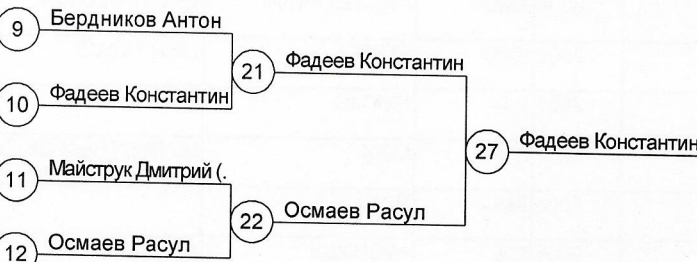 9 Бердников Антон
21 Фадеев Константин
10 Фадеев Константин
27 Фадеев Константин
11 Майструк Дмитрий (.
22 Осмаев Расул
12 Осмаев Расул